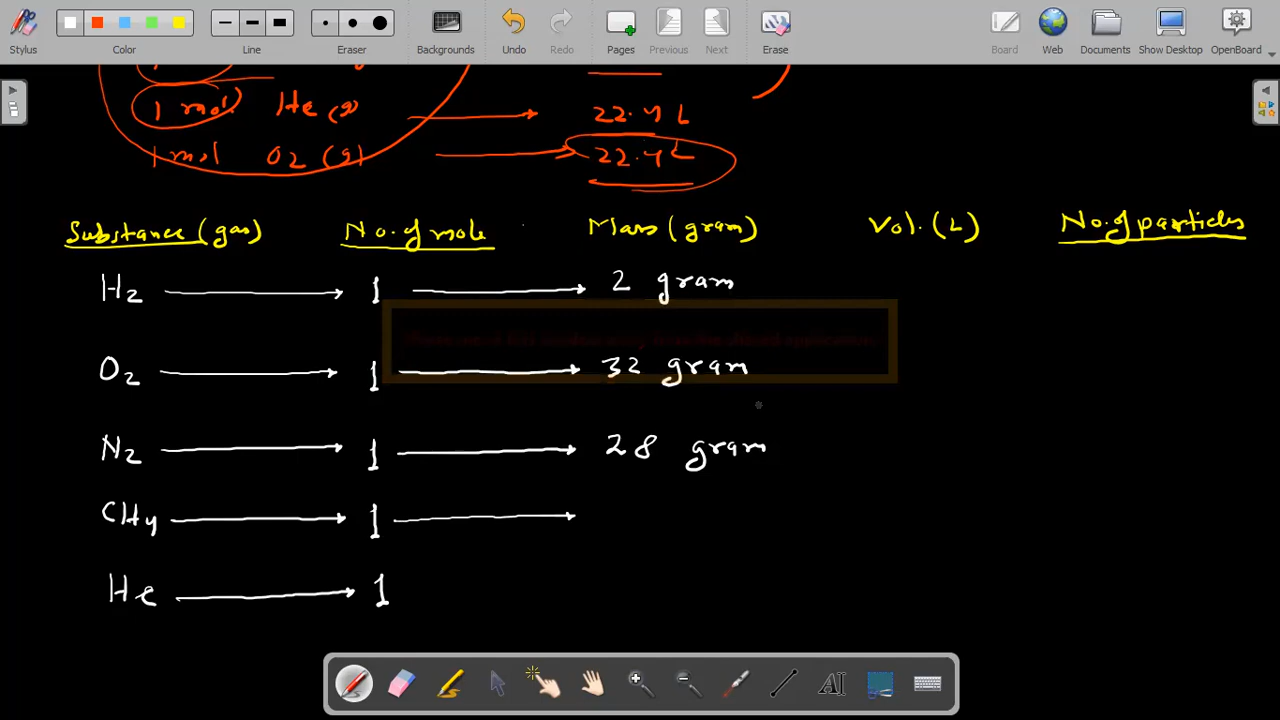 Stylus Color Line Eraser Backgrounds Undo Redo Pages Previous Next Erase Board Web Documents Show Desktop OpenBoard
1 mol He (g) 22.4 L
1 mol O2 (g) 22.4 L
Substance (gas) No. of mole Mass (gram) Vol. (L) No. of particles
H2 1 2 gram
O2 1 32 gram
N2 1 28 gram
CH4 1
He 1